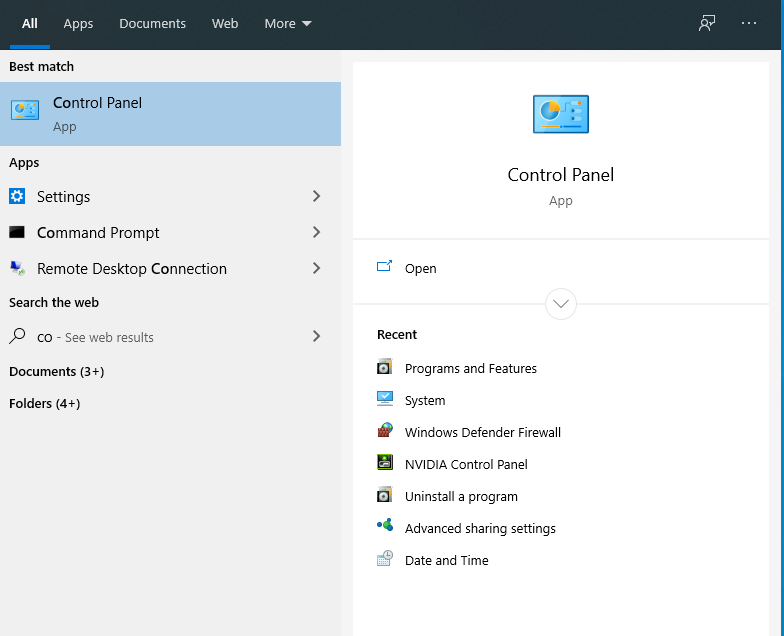 All Apps Documents Web More
Best match
Control Panel
App
Apps
Settings
Command Prompt
Remote Desktop Connection
Search the web
co - See web results
Documents (3+)
Folders (4+)
Control Panel
App
Open
Recent
Programs and Features
System
Windows Defender Firewall
NVIDIA Control Panel
Uninstall a program
Advanced sharing settings
Date and Time